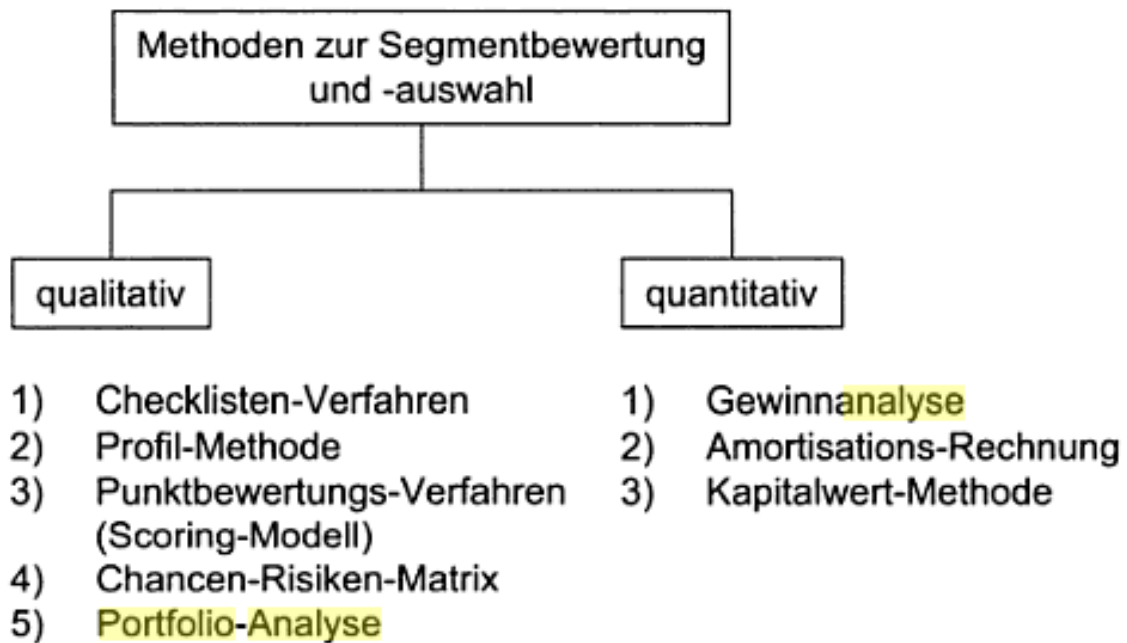 Methoden zur Segmentbewertung
und -auswahl
qualitativ
quantitativ
1) Checklisten-Verfahren
2) Profil-Methode
3) Punktbewertungs-Verfahren
(Scoring-Modell)
4) Chancen-Risiken-Matrix
5) Portfolio-Analyse
1) Gewinnanalyse
2) Amortisations-Rechnung
3) Kapitalwert-Methode